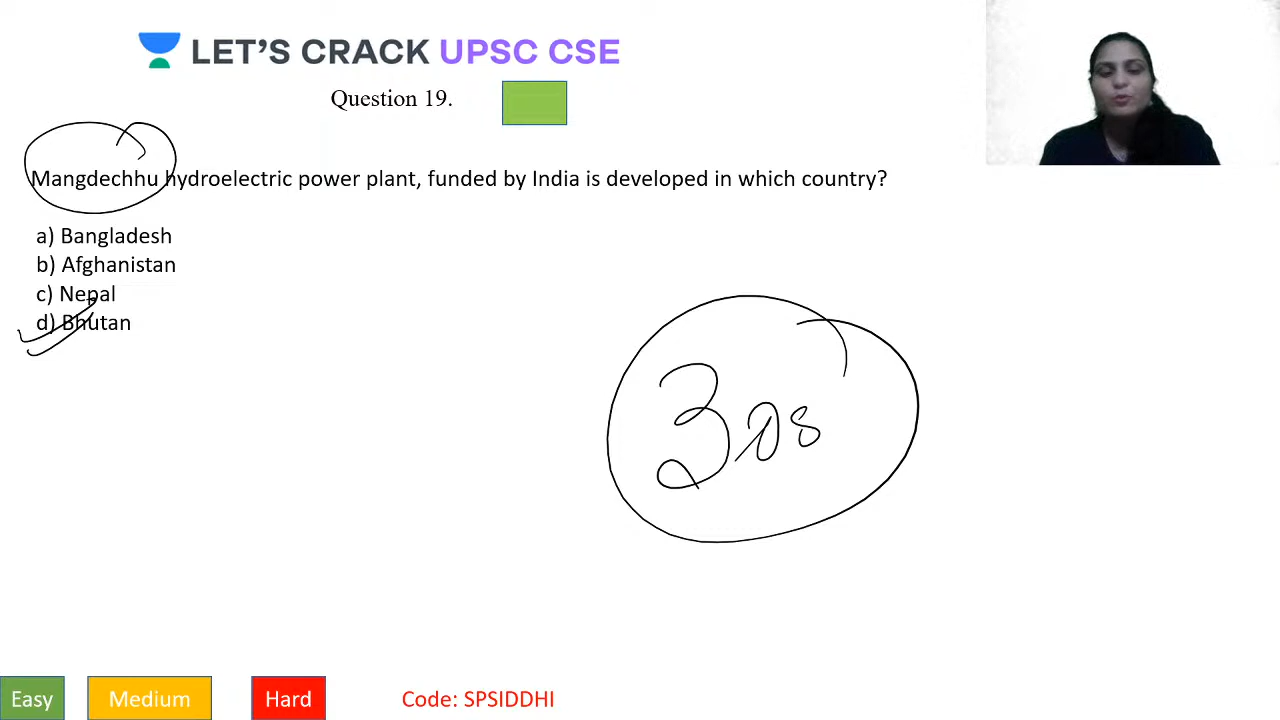 LET'S CRACK UPSC CSE
Question 19.
Mangdechhu hydroelectric power plant, funded by India is developed in which country?
a) Bangladesh
b) Afghanistan
c) Nepal
d) Bhutan
Easy
Medium
Hard
Code: SPSIDDHI